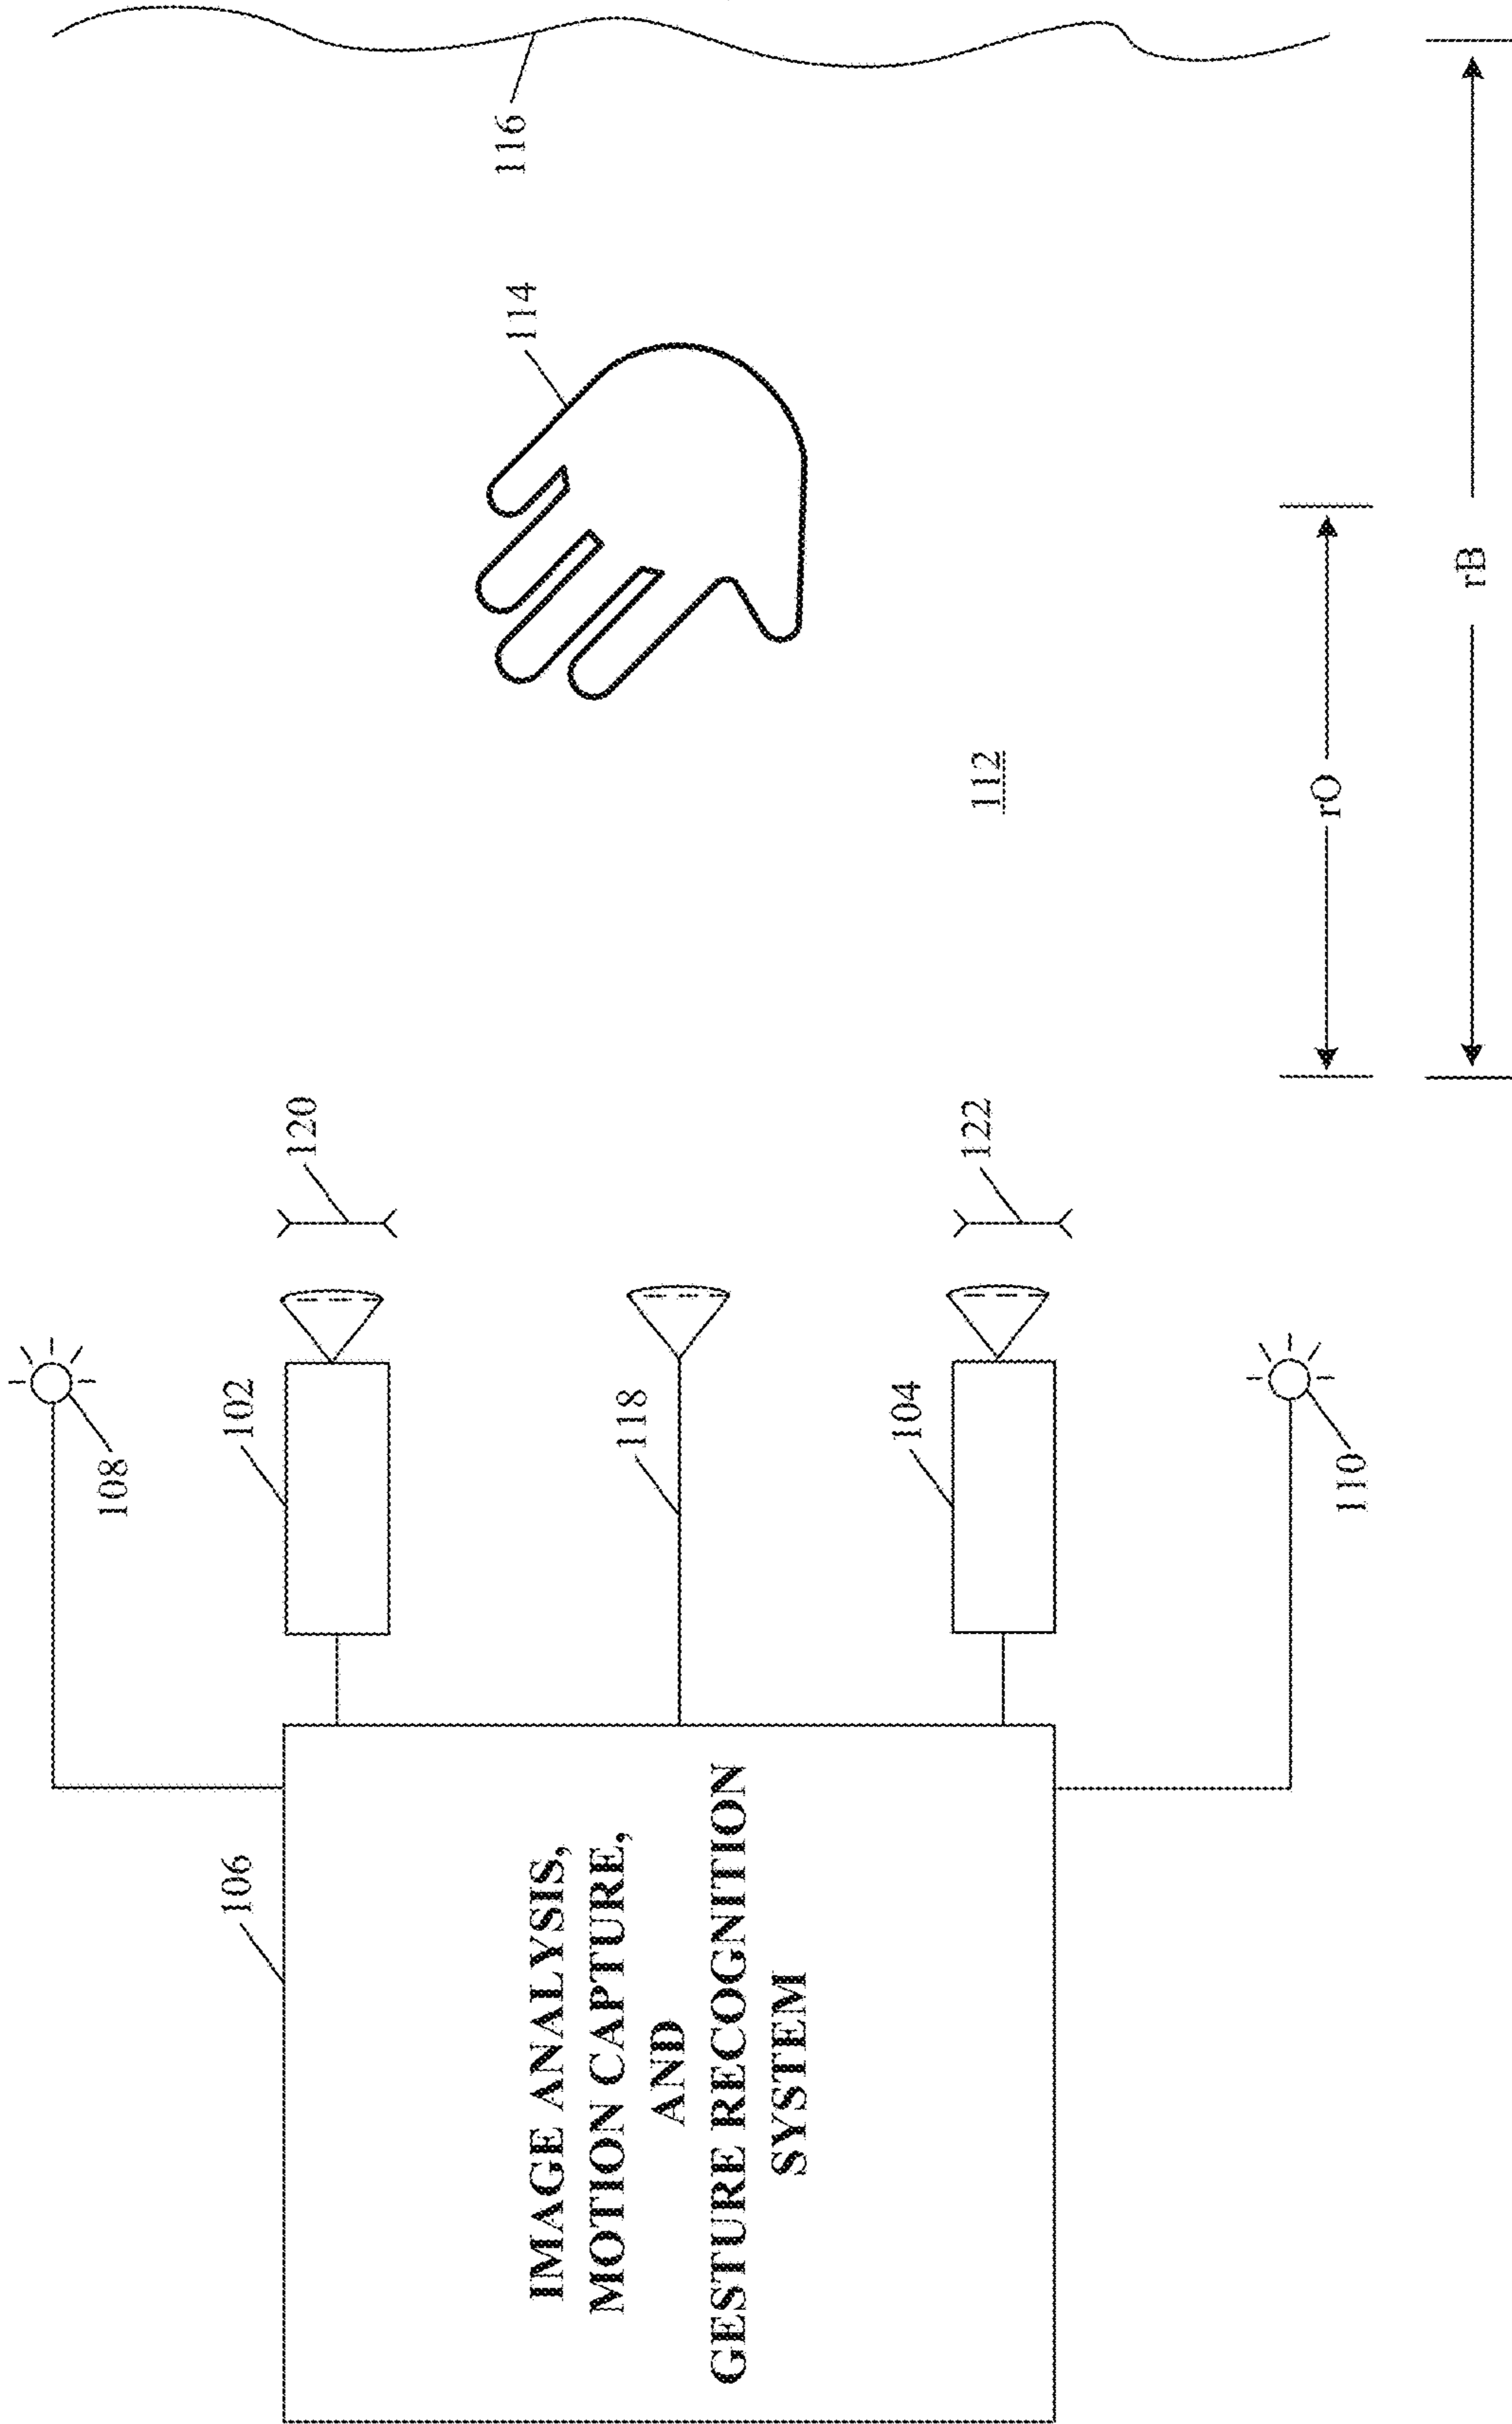 108
102
120
114
116
106
IMAGE ANALYSIS,
MOTION CAPTURE,
AND
GESTURE RECOGNITION
SYSTEM
118
104
122
112
110
rO
rB